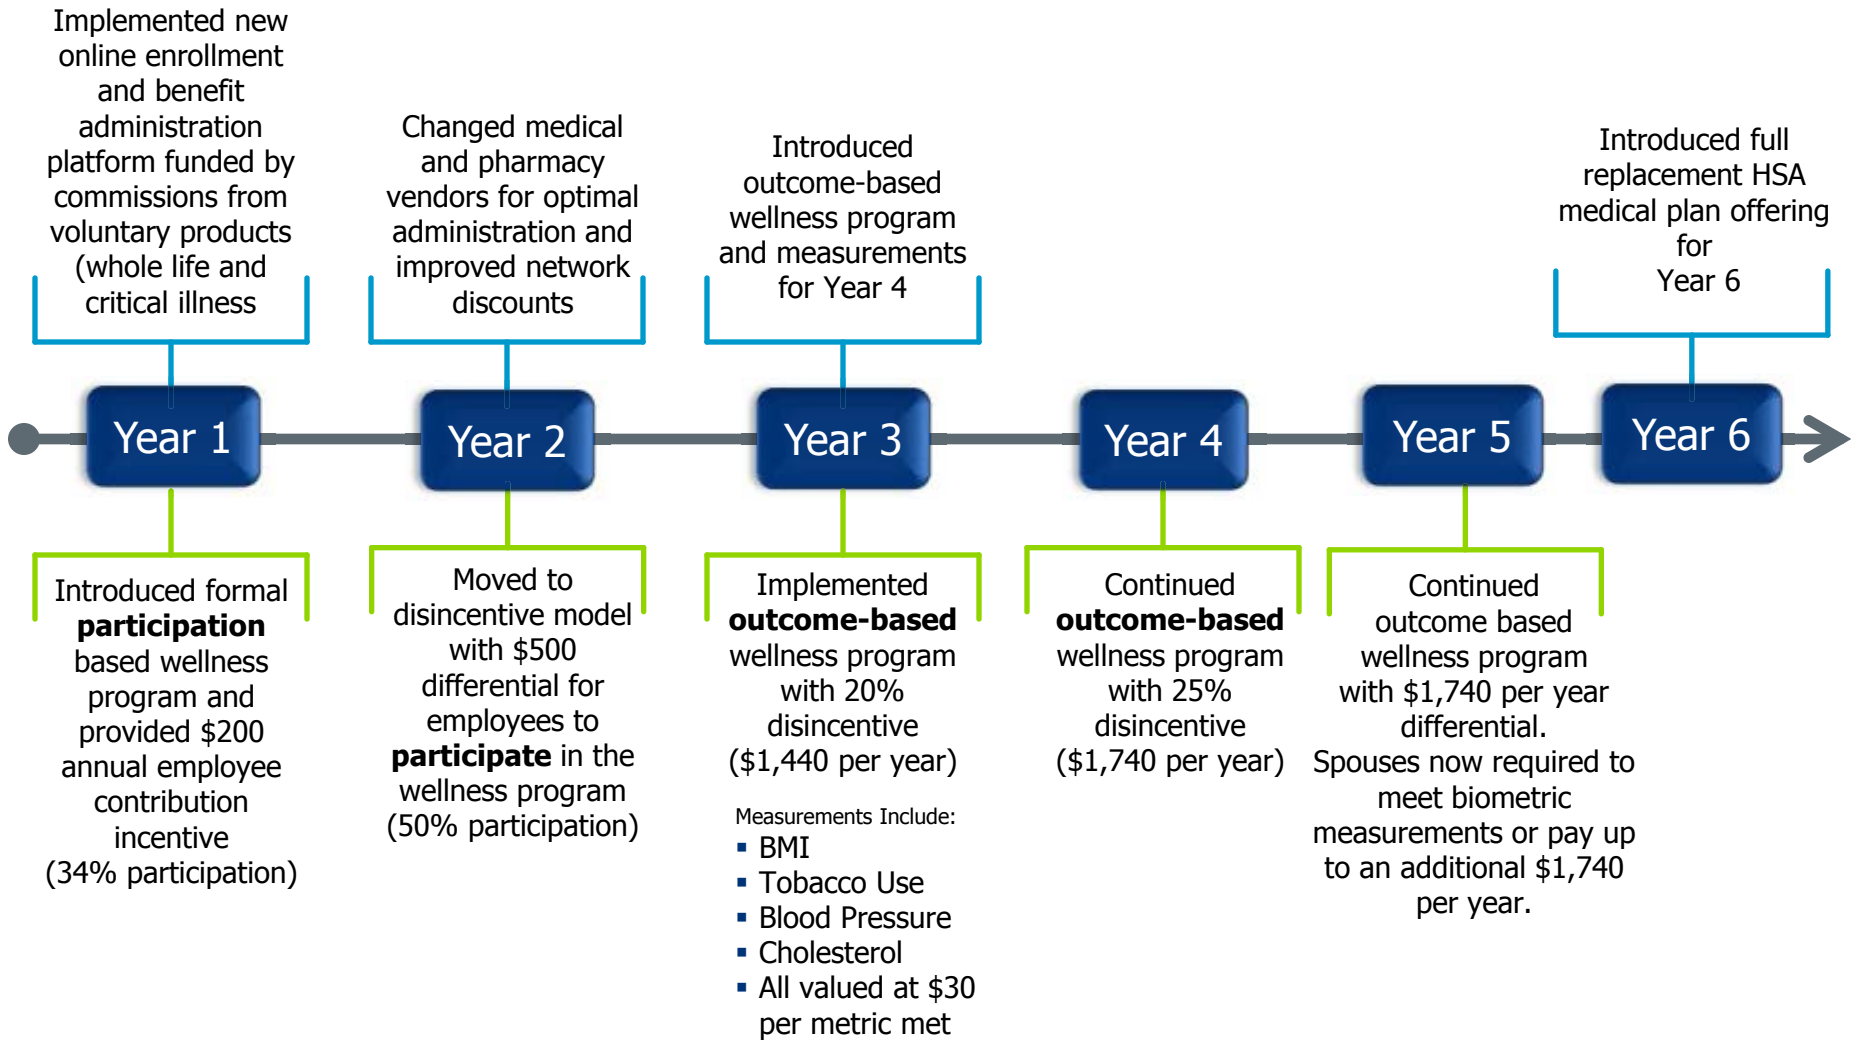 Implemented new
online enrollment
and benefit
administration
platform funded by
commissions from
voluntary products
(whole life and
critical illness
Changed medical
and pharmacy
vendors for optimal
administration and
improved network
discounts
Introduced
outcome-based
wellness program
and measurements
for Year 4
Introduced full
replacement HSA
medical plan offering
for
Year 6
Year 1
Year 2
Year 3
Year 4
Year 5
Year 6
Introduced formal
participation
based wellness
program and
provided $200
annual employee
contribution
incentive
(34% participation)
Moved to
disincentive model
with $500
differential for
employees to
participate in the
wellness program
(50% participation)
Implemented
outcome-based
wellness program
with 20%
disincentive
($1,440 per year)
Measurements Include:
▪ BMI
▪ Tobacco Use
▪ Blood Pressure
▪ Cholesterol
▪ All valued at $30
per metric met
Continued
outcome-based
wellness program
with 25%
disincentive
($1,740 per year)
Continued
outcome based
wellness program
with $1,740 per year
differential.
Spouses now required to
meet biometric
measurements or pay up
to an additional $1,740
per year.